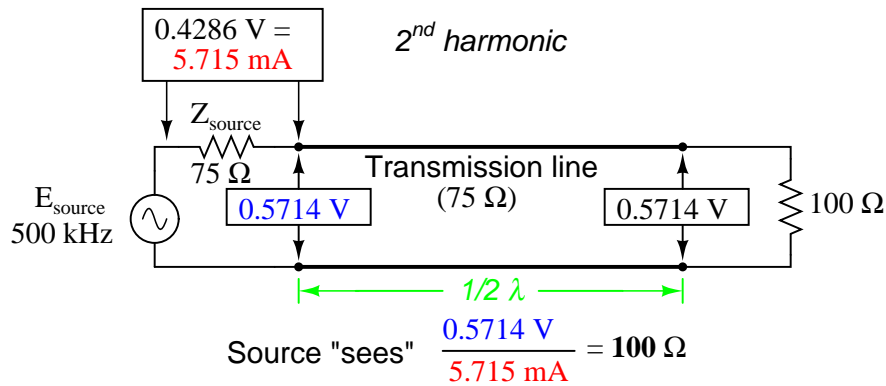 0.4286 V =
5.715 mA
2nd harmonic
Zsource
75 Ω
Transmission line
(75 Ω)
Esource
500 kHz
0.5714 V
0.5714 V
100 Ω
1/2 λ
Source "sees" 0.5714 V / 5.715 mA = 100 Ω